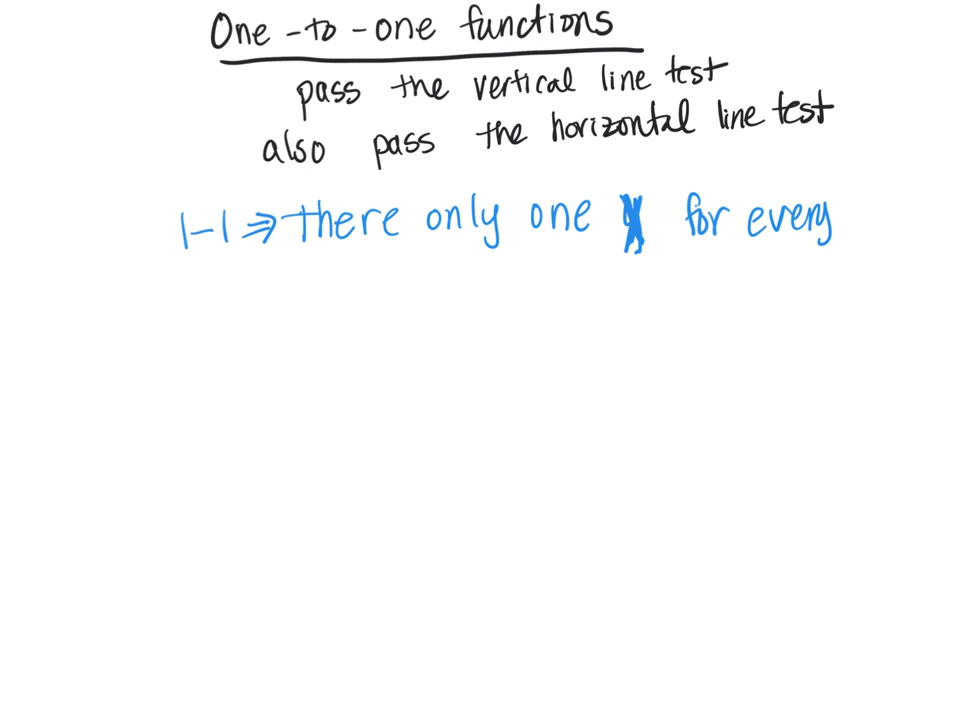 One-to-one functions
pass the vertical line test
also pass the horizontal line test
1-1 ⇒ there only one for every